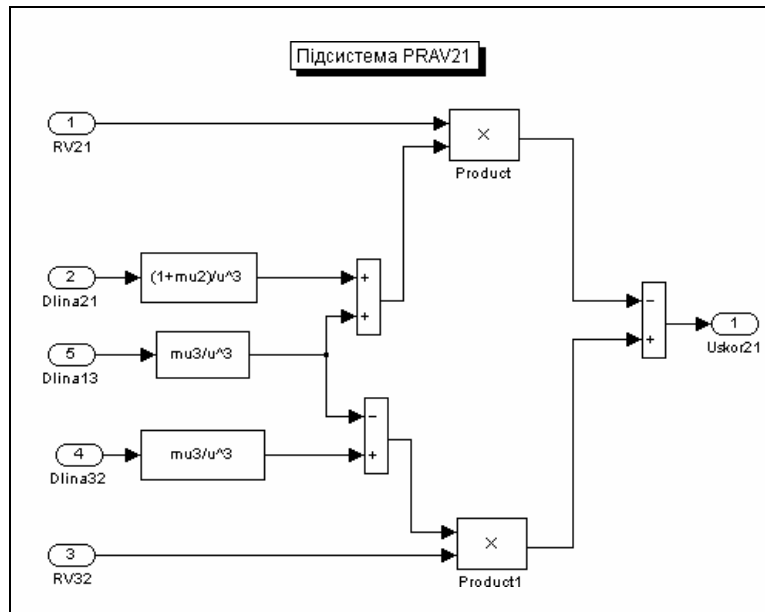 Підсистема PRAV21
1
RV21
×
Product
2
Dlina21
(1+mu2)/u^3
+
+
−
+
1
Uskor21
5
Dlina13
mu3/u^3
−
+
4
Dlina32
mu3/u^3
3
RV32
×
Product1